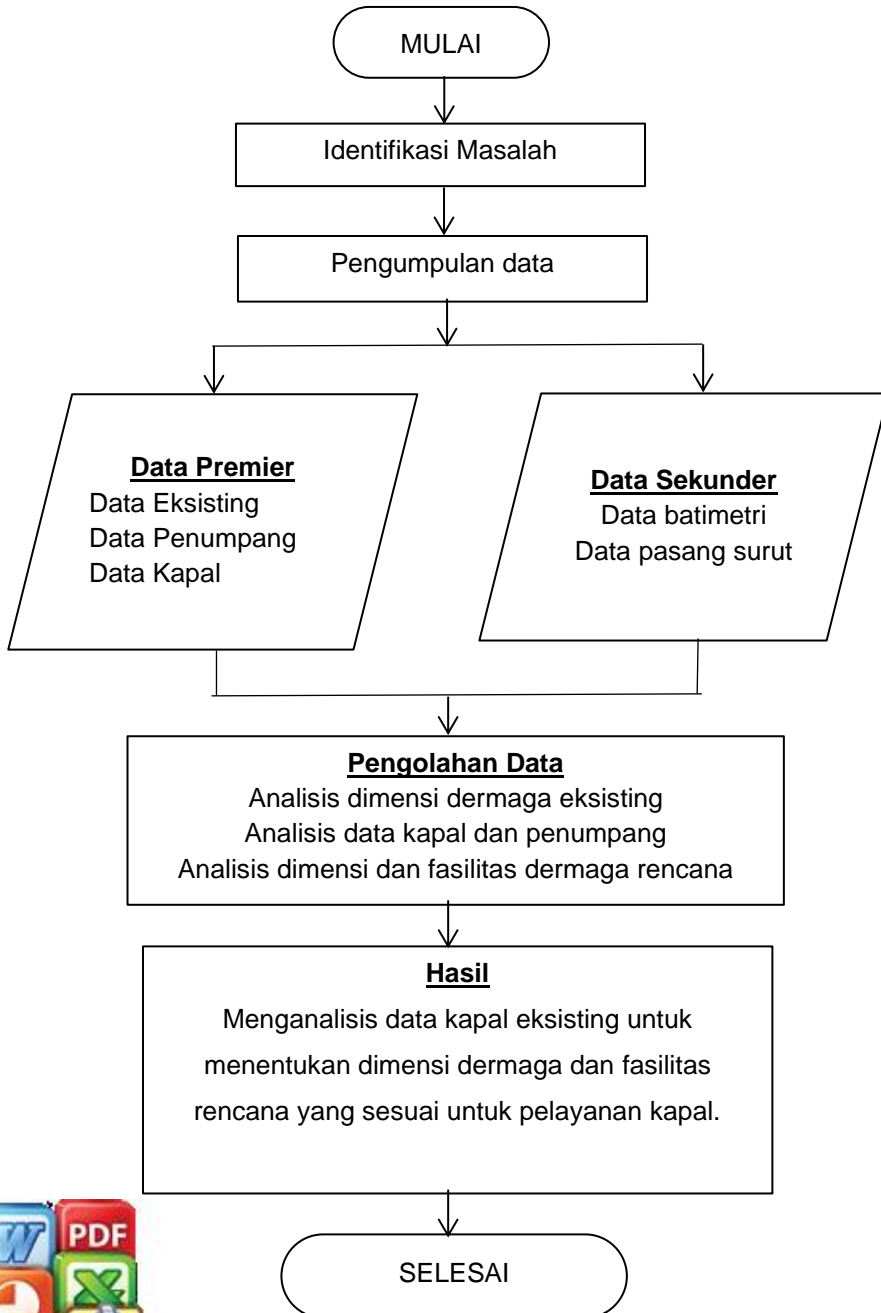 MULAI
Identifikasi Masalah
Pengumpulan data
Data Premier
Data Eksisting
Data Penumpang
Data Kapal
Data Sekunder
Data batimetri
Data pasang surut
Pengolahan Data
Analisis dimensi dermaga eksisting
Analisis data kapal dan penumpang
Analisis dimensi dan fasilitas dermaga rencana
Hasil
Menganalisis data kapal eksisting untuk
menentukan dimensi dermaga dan fasilitas
rencana yang sesuai untuk pelayanan kapal.
W
PDF
X
SELESAI